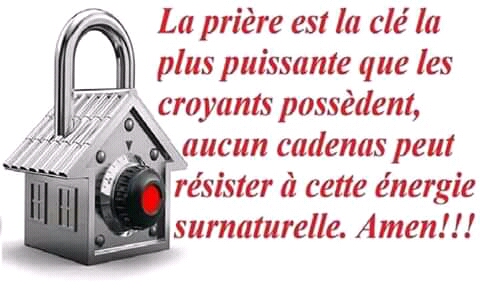 La prière est la clé la
plus puissante que les
croyants possèdent,
aucun cadenas peut
résister à cette énergie
surnaturelle. Amen!!!